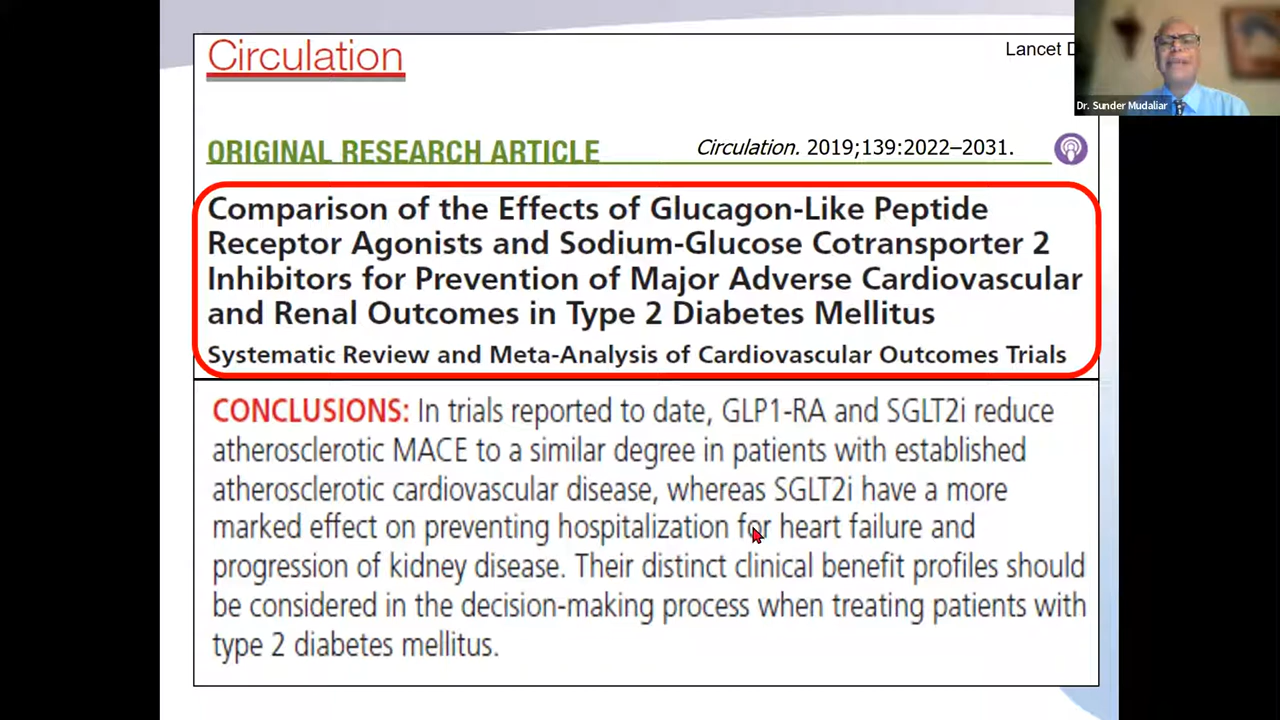 Circulation
Lancet D
Dr. Sunder Mudaliar
ORIGINAL RESEARCH ARTICLE
Circulation. 2019;139:2022–2031.
Comparison of the Effects of Glucagon-Like Peptide
Receptor Agonists and Sodium-Glucose Cotransporter 2
Inhibitors for Prevention of Major Adverse Cardiovascular
and Renal Outcomes in Type 2 Diabetes Mellitus
Systematic Review and Meta-Analysis of Cardiovascular Outcomes Trials
CONCLUSIONS: In trials reported to date, GLP1-RA and SGLT2i reduce
atherosclerotic MACE to a similar degree in patients with established
atherosclerotic cardiovascular disease, whereas SGLT2i have a more
marked effect on preventing hospitalization for heart failure and
progression of kidney disease. Their distinct clinical benefit profiles should
be considered in the decision-making process when treating patients with
type 2 diabetes mellitus.